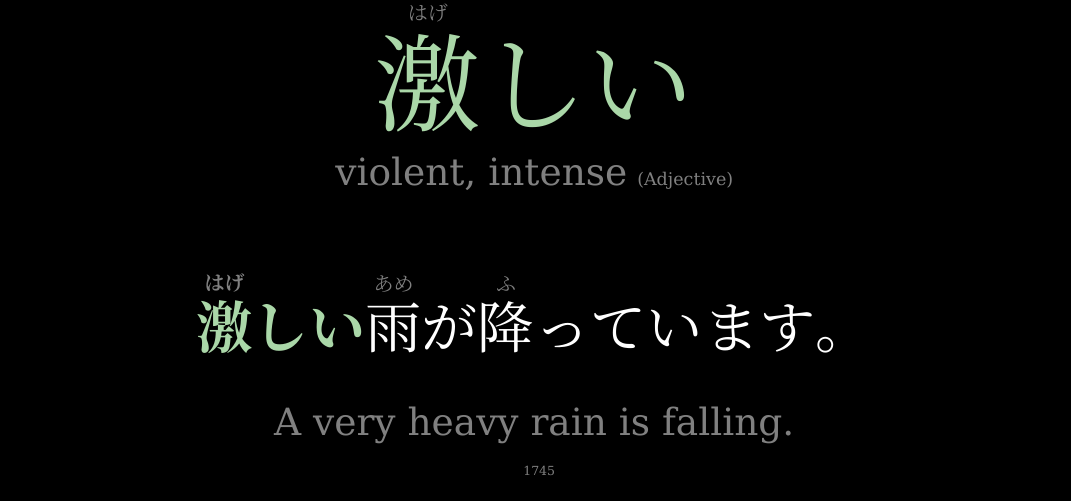 はげ
激しい
violent, intense (Adjective)
はげ あめ ふ
激しい雨が降っています。
A very heavy rain is falling.
1745